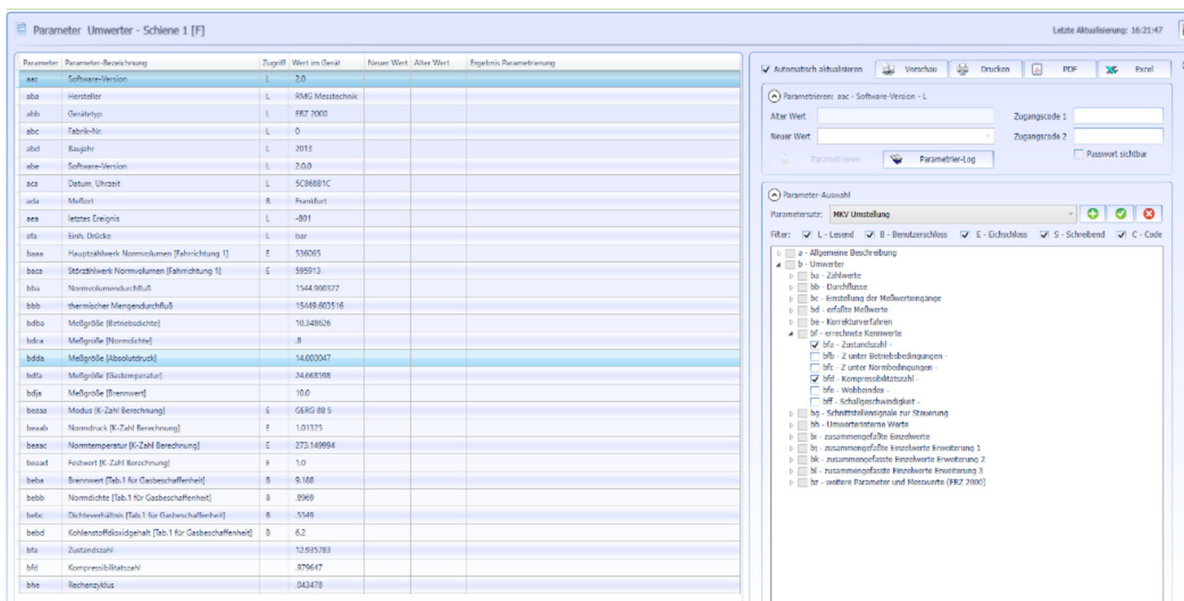 Parameter Umwerter - Schiene 1 [F]
Letzte Aktualisierung: 16:21:47
Parameter Parameter-Bezeichnung Zugriff Wert im Gerät Neuer Wert Alter Wert Ergebnis Parametrierung
aac Software-Version L 2.0
aba Hersteller L RMG Messtechnik
abb Gerätetyp L ERZ 2000
abc Fabrik-Nr. L 0
abd Baujahr L 2013
abe Software-Version L 2.0.0
aca Datum, Uhrzeit L 5C86881C
ada Meßort B Frankfurt
aea letztes Ereignis L -801
afa Einh. Drücke L bar
baaa Hauptzählwerk Normvolumen [Fahrrichtung 1] E 536065
baca Störzählwerk Normvolumen [Fahrrichtung 1] E 595913
bba Normvolumendurchfluß 1544.960327
bbb thermischer Mengendurchfluß 15449.603516
bdba Meßgröße [Betriebsdichte] 10.348626
bdca Meßgröße [Normdichte] .8
bdda Meßgröße [Absolutdruck] 14.000047
bdfa Meßgröße [Gastemperatur] 24.668598
bdja Meßgröße [Brennwert] 10.0
beaaa Modus [K-Zahl Berechnung] E GERG 88 S
beaab Normdruck [K-Zahl Berechnung] E 1.01325
beaac Normtemperatur [K-Zahl Berechnung] E 273.149994
beaad Festwert [K-Zahl Berechnung] E 1.0
beba Brennwert [Tab.1 für Gasbeschaffenheit] B 9.188
bebb Normdichte [Tab.1 für Gasbeschaffenheit] B .8969
bebc Dichteverhältnis [Tab.1 für Gasbeschaffenheit] B .5549
bebd Kohlenstoffdioxidgehalt [Tab.1 für Gasbeschaffenheit] B 6.2
bfa Zustandszahl 12.935783
bfd Kompressibilitätszahl .979647
bhe Rechenzyklus .043478
Automatisch aktualisieren Vorschau Drucken PDF Excel
Parametrieren: aac - Software-Version - L
Alter Wert Zugangscode 1
Neuer Wert Zugangscode 2
Parametrieren Parametrier-Log Passwort sichtbar
Parameter-Auswahl
Parametersatz: MKV Umstellung
Filter: L - Lesend B - Benutzerschloss E - Eichschloss S - Schreibend C - Code
a - Allgemeine Beschreibung
b - Umwerter
ba - Zählwerte
bb - Durchflüsse
bc - Einstellung der Meßwerteingänge
bd - erfaßte Meßwerte
be - Korrekturverfahren
bf - errechnete Kennwerte
bfa - Zustandszahl -
bfb - Z unter Betriebsbedingungen -
bfc - Z unter Normbedingungen -
bfd - Kompressibilitätszahl -
bfe - Wobbeindex -
bff - Schallgeschwindigkeit -
bg - Schnittstellensignale zur Steuerung
bh - Umwerterinterne Werte
bi - zusammengefaßte Einzelwerte
bj - zusammengefaßte Einzelwerte Erweiterung 1
bk - zusammengefasste Einzelwerte Erweiterung 2
bl - zusammengefasste Einzelwerte Erweiterung 3
bz - weitere Parameter und Messwerte (ERZ 2000)